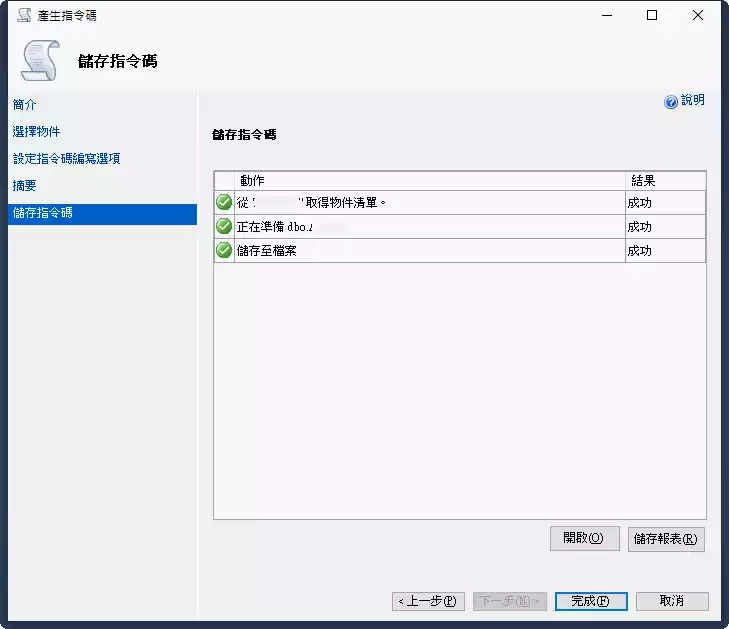 產生指令碼
儲存指令碼
簡介
選擇物件
設定指令碼編寫選項
摘要
儲存指令碼
說明
儲存指令碼
動作 結果
從 " "取得物件清單。 成功
正在準備 dbo. 成功
儲存至檔案 成功
開啟(O) 儲存報表(R)
< 上一步(P) 下一步(N) > 完成(F) 取消